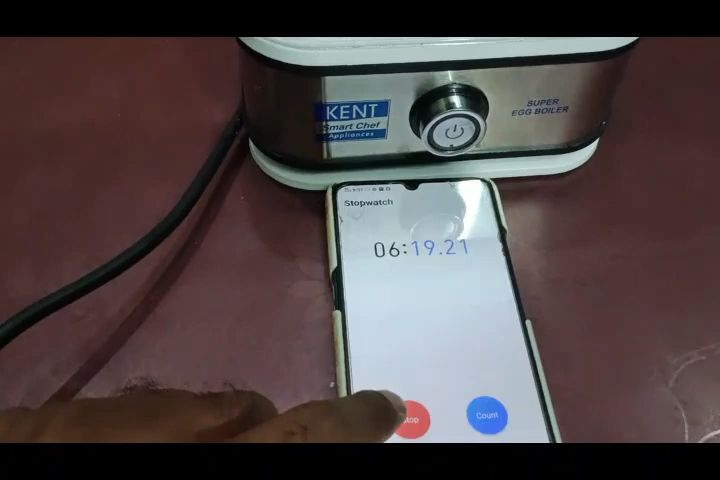 KENT
Smart Chef
Appliances
SUPER
EGG BOILER
Stopwatch
06:19.21
Stop
Count